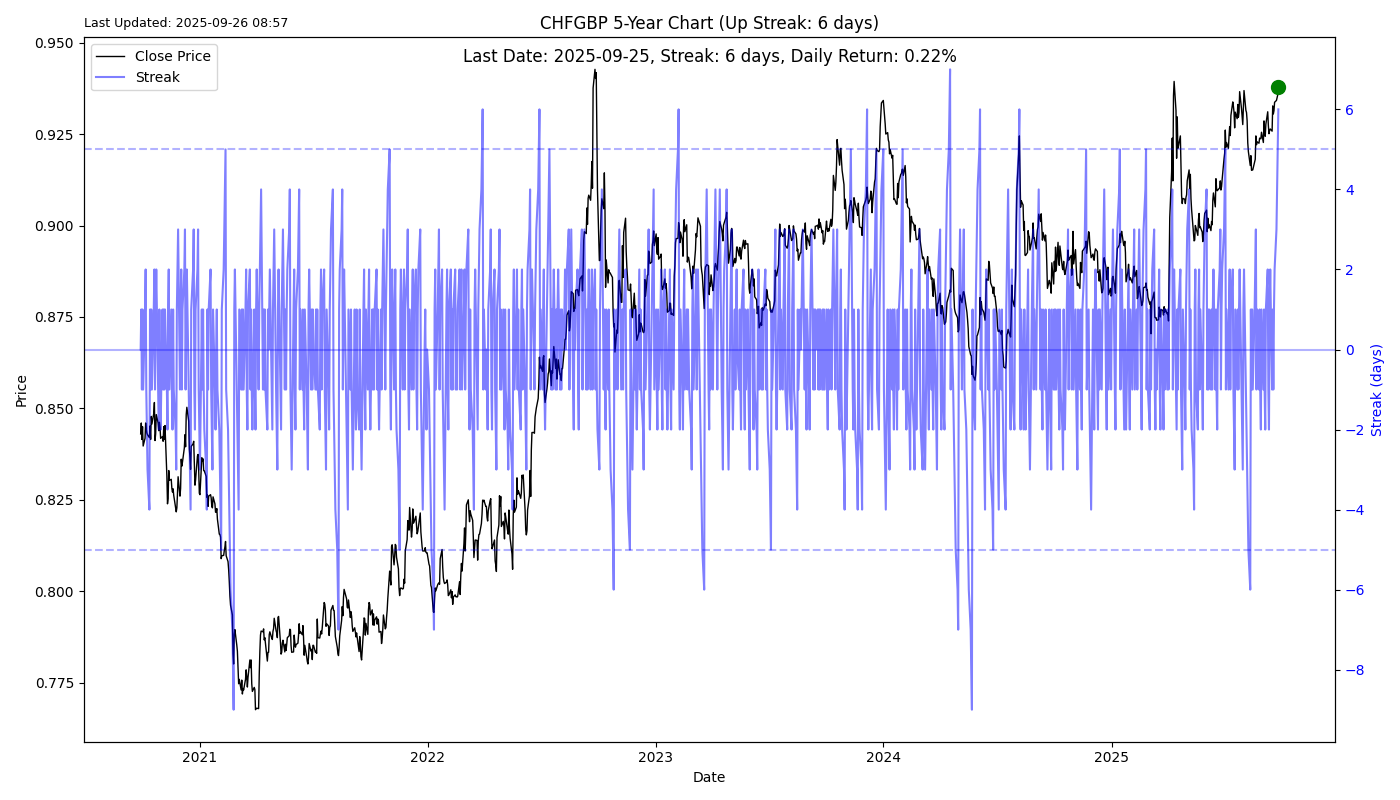 Last Updated: 2025-09-26 08:57
CHFGBP 5-Year Chart (Up Streak: 6 days)
Last Date: 2025-09-25, Streak: 6 days, Daily Return: 0.22%
Close Price
Streak
0.950
0.925
0.900
0.875
0.850
0.825
0.800
0.775
Price
6
4
2
0
−2
−4
−6
−8
Streak (days)
2021
2022
2023
2024
2025
Date